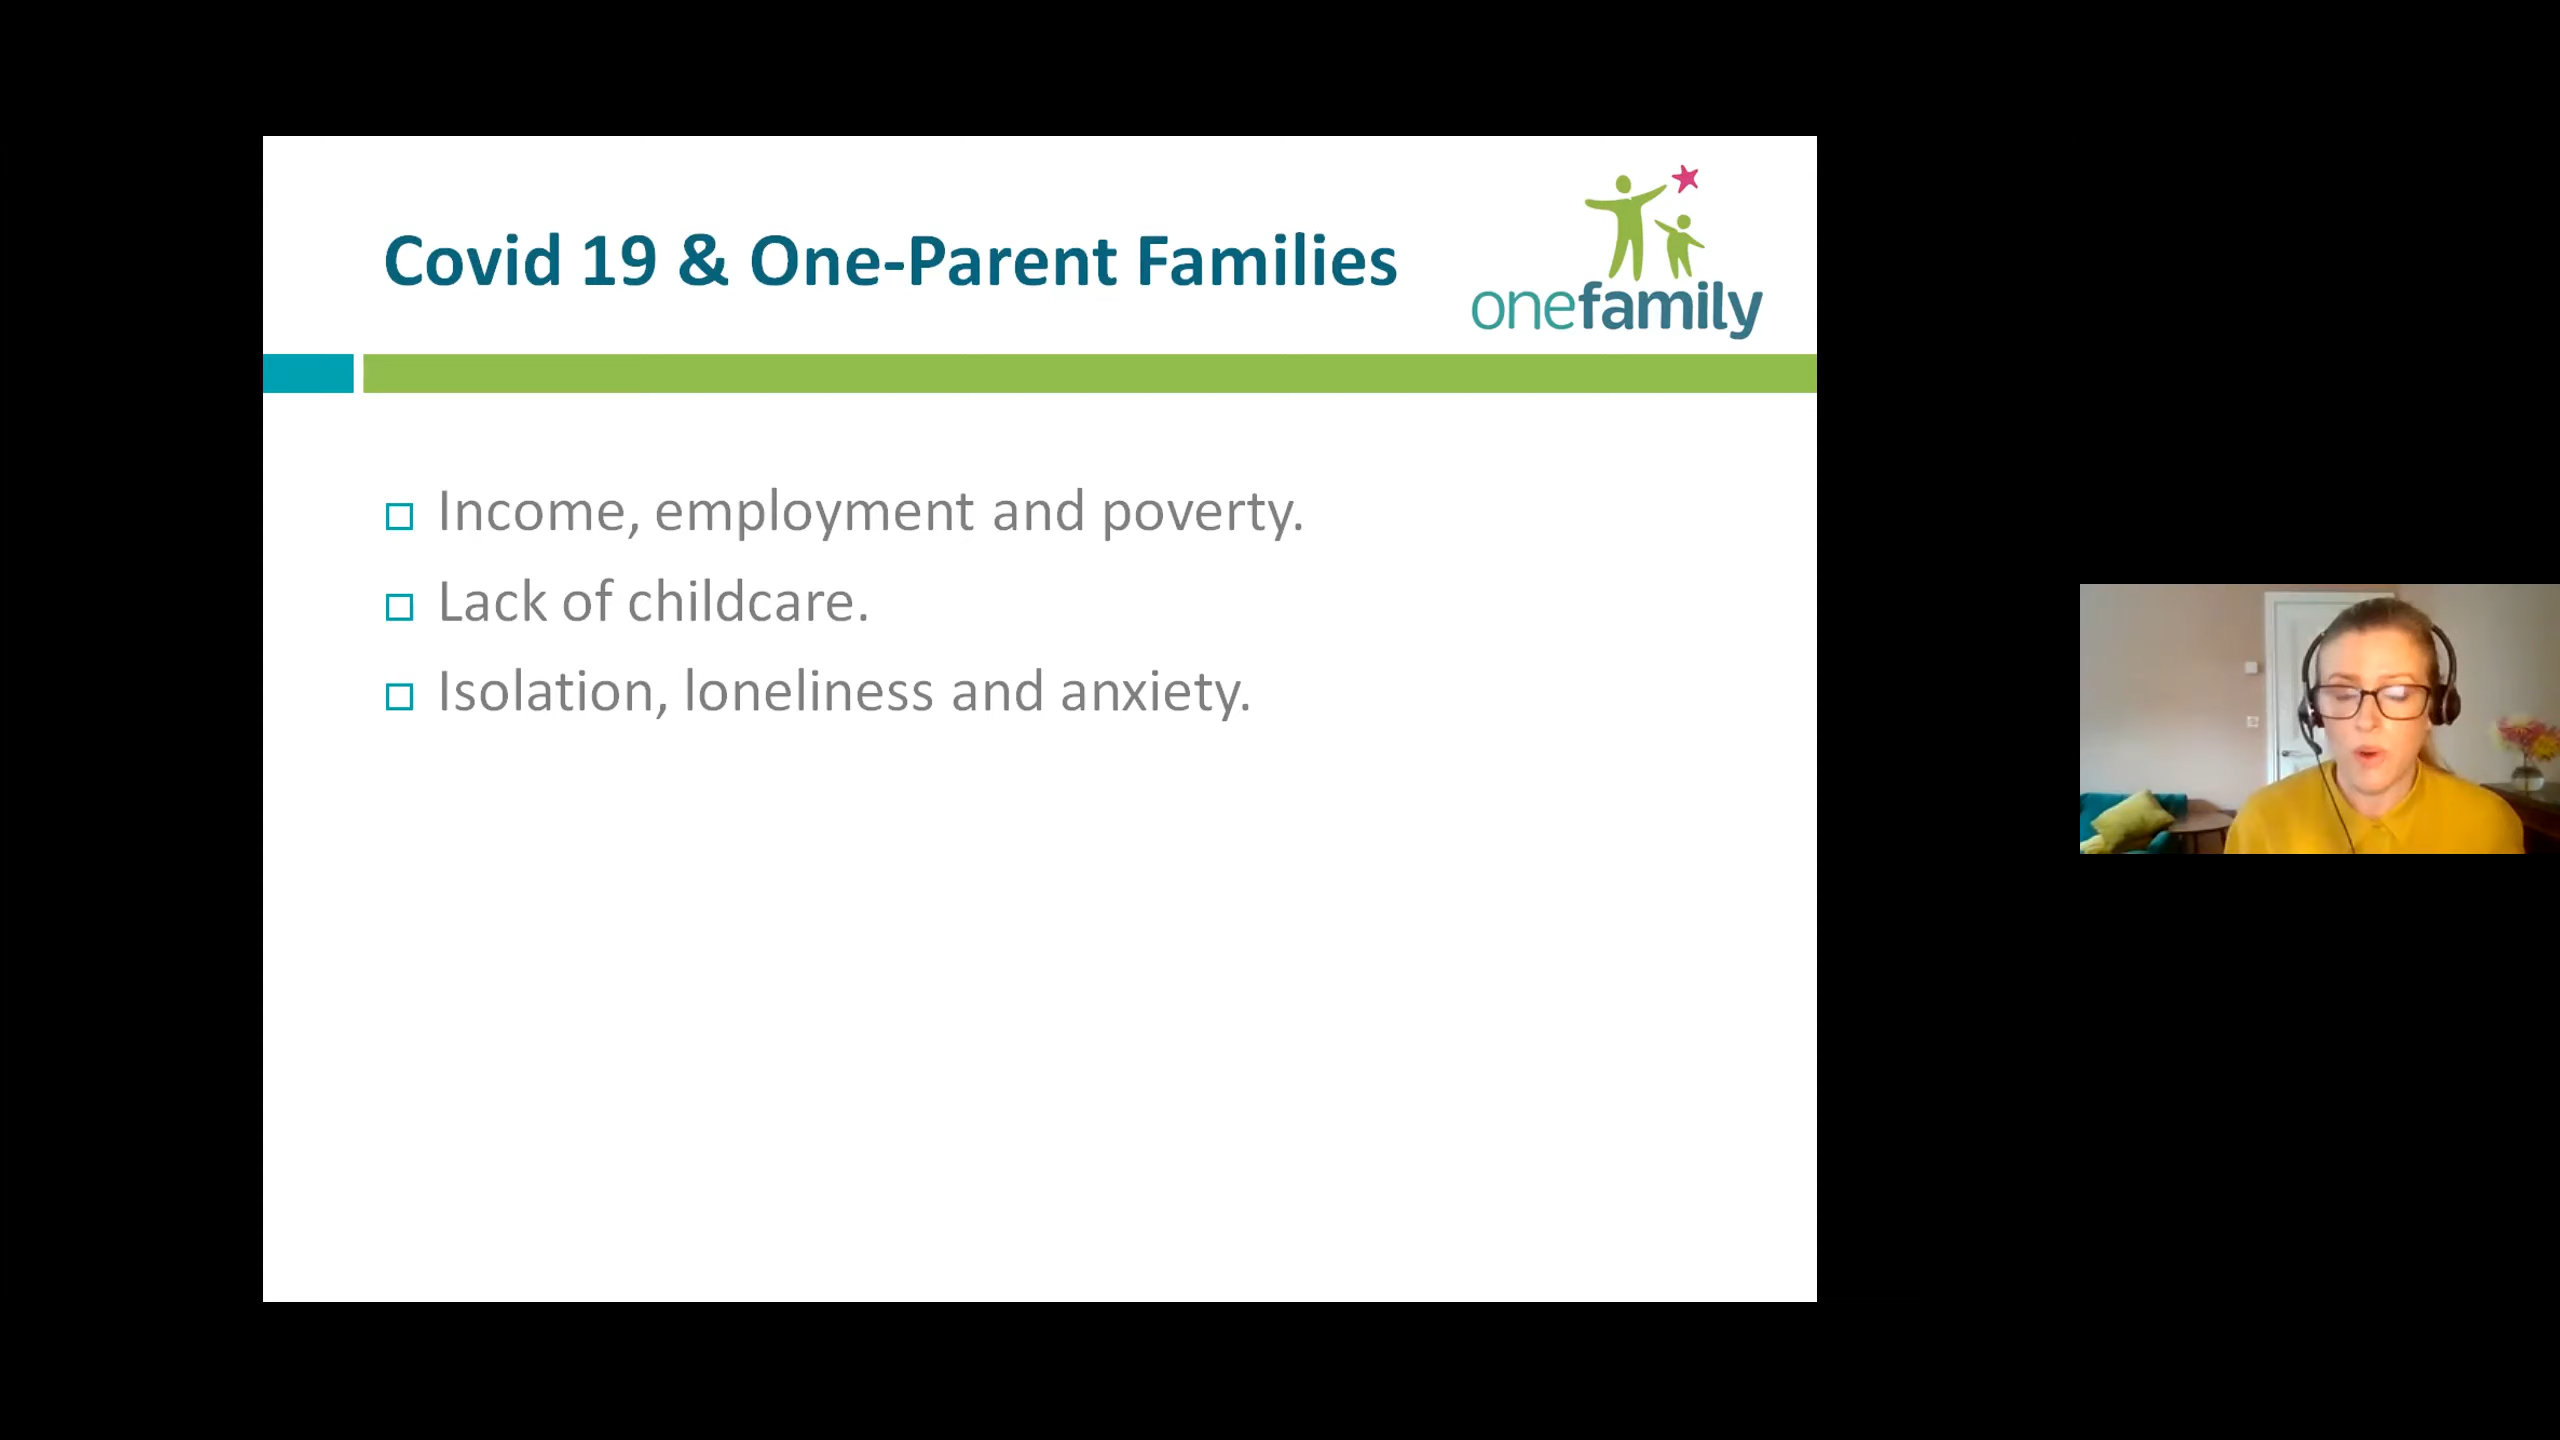 Covid 19 & One-Parent Families
onefamily
Income, employment and poverty.
Lack of childcare.
Isolation, loneliness and anxiety.